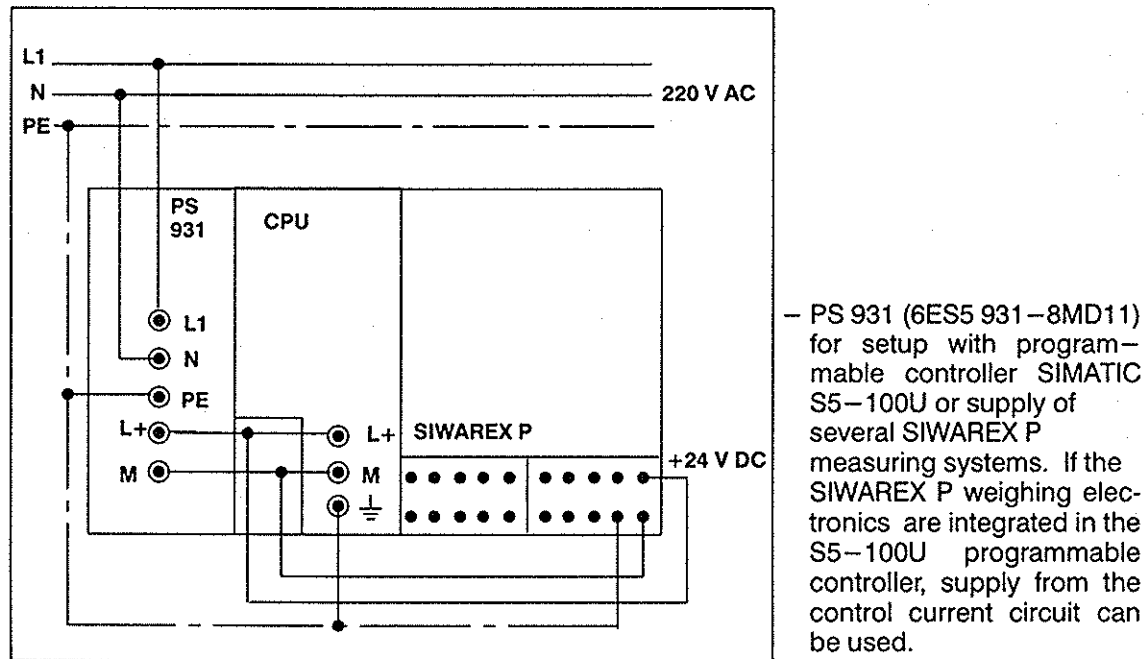 L1
N
220 V AC
PE
PS
931
CPU
L1
N
PE
L+
L+
SIWAREX P
+24 V DC
M
M
– PS 931 (6ES5 931–8MD11)
for setup with program–
mable controller SIMATIC
S5–100U or supply of
several SIWAREX P
measuring systems. If the
SIWAREX P weighing elec-
tronics are integrated in the
S5–100U programmable
controller, supply from the
control current circuit can
be used.